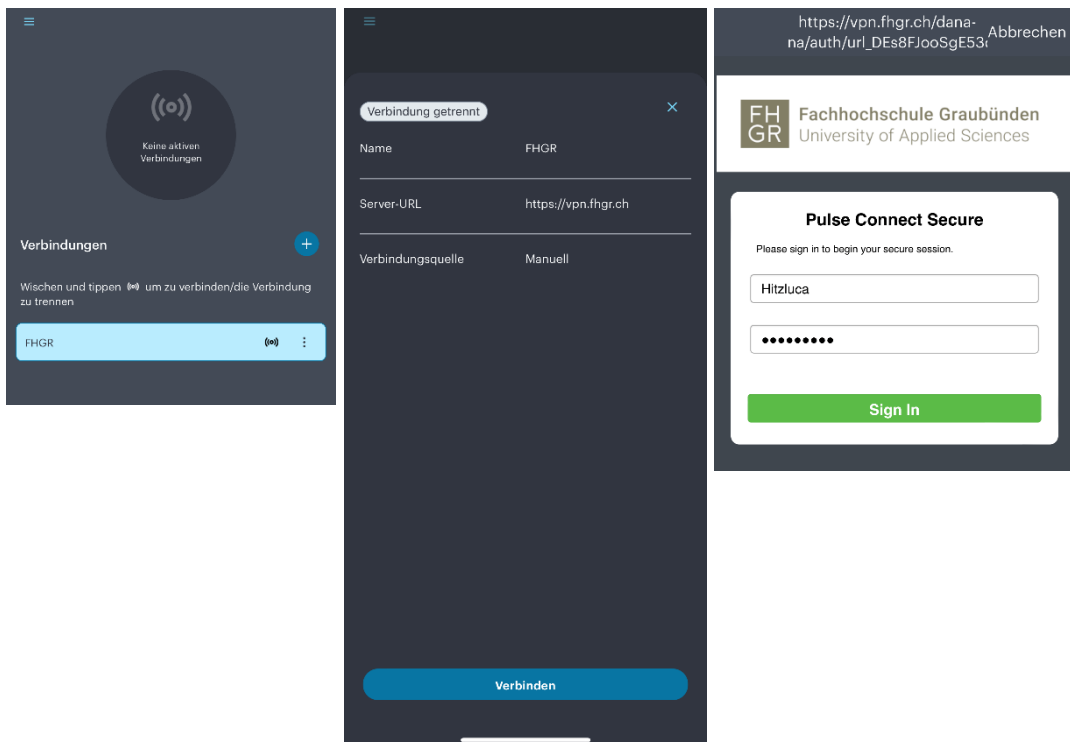 Keine aktiven
Verbindungen
Verbindungen
Wischen und tippen um zu verbinden/die Verbindung
zu trennen
FHGR
Verbindung getrennt
Name FHGR
Server-URL https://vpn.fhgr.ch
Verbindungsquelle Manuell
Verbinden
https://vpn.fhgr.ch/dana-
na/auth/url_DEs8FJooSgE53
Abbrechen
FH
GR
Fachhochschule Graubünden
University of Applied Sciences
Pulse Connect Secure
Please sign in to begin your secure session.
Hitzluca
Sign In